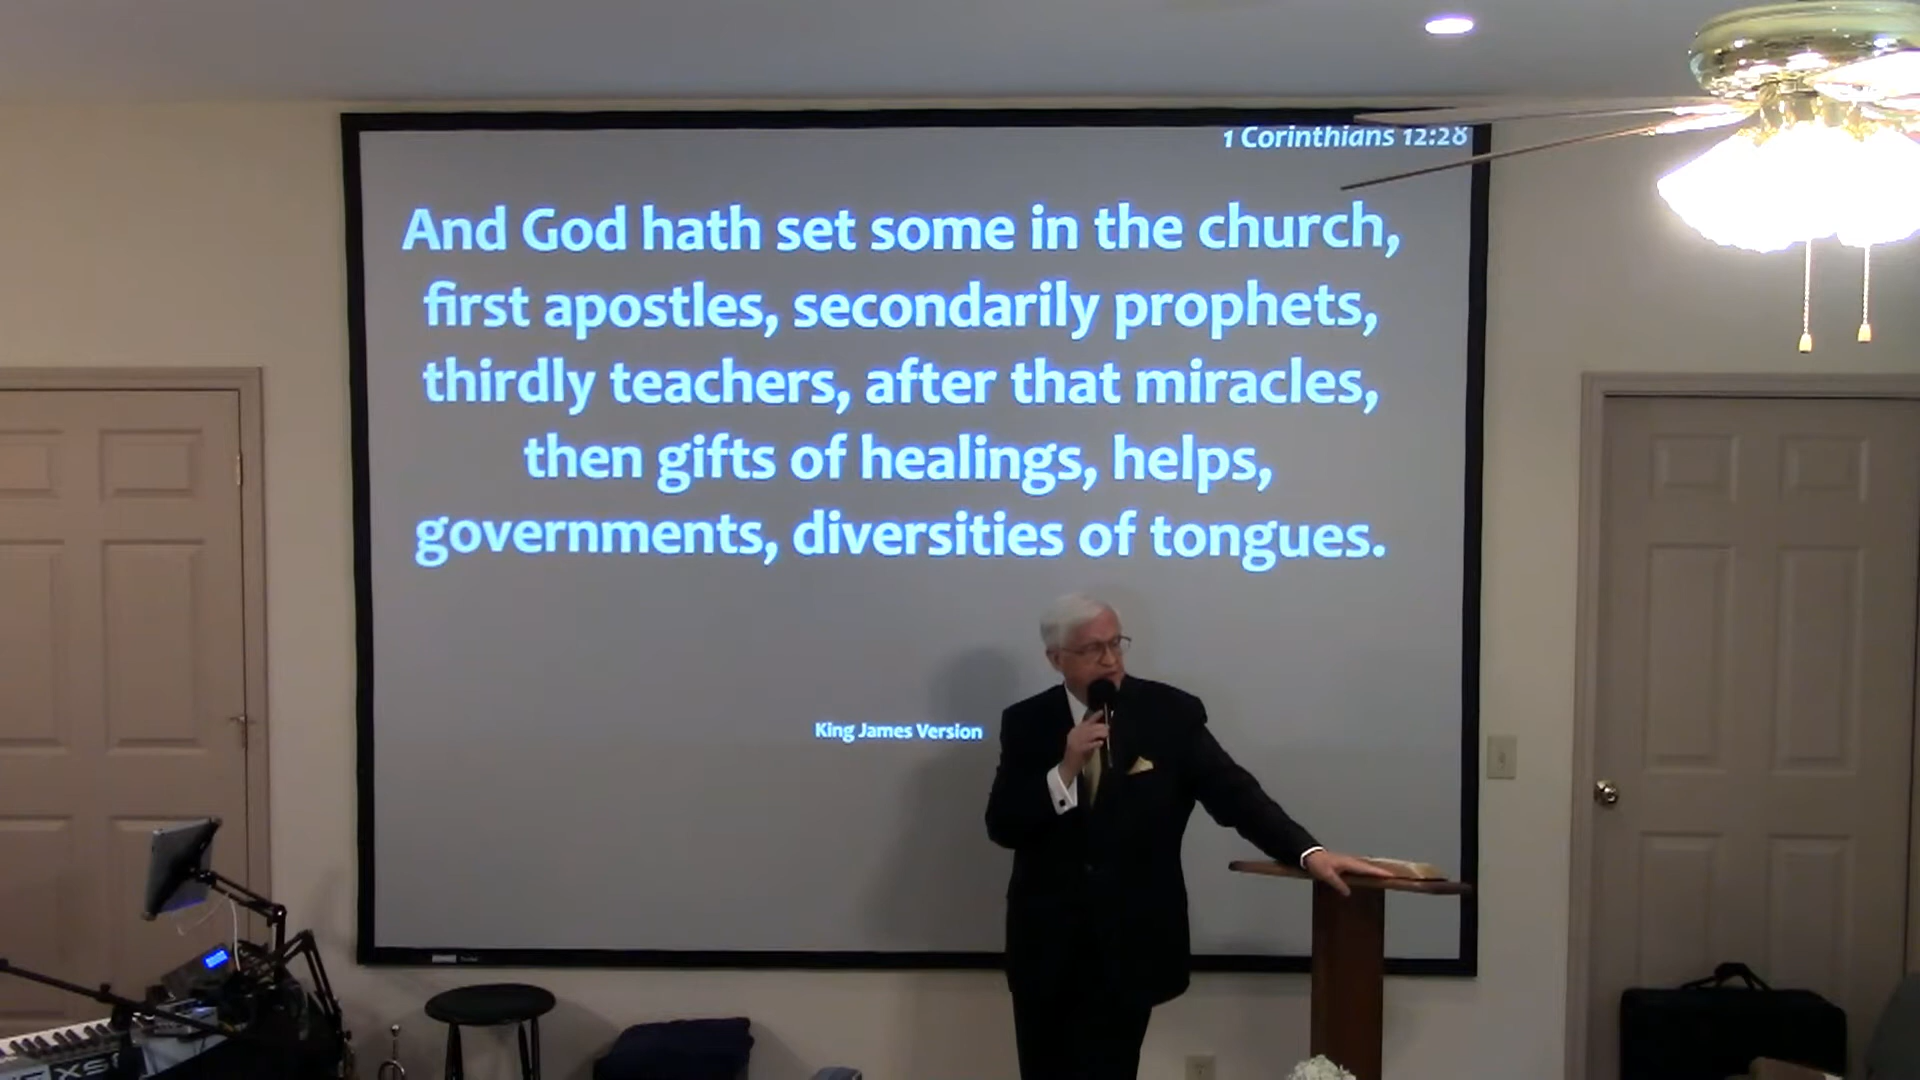 1 Corinthians 12:28
And God hath set some in the church,
first apostles, secondarily prophets,
thirdly teachers, after that miracles,
then gifts of healings, helps,
governments, diversities of tongues.
King James Version
XS